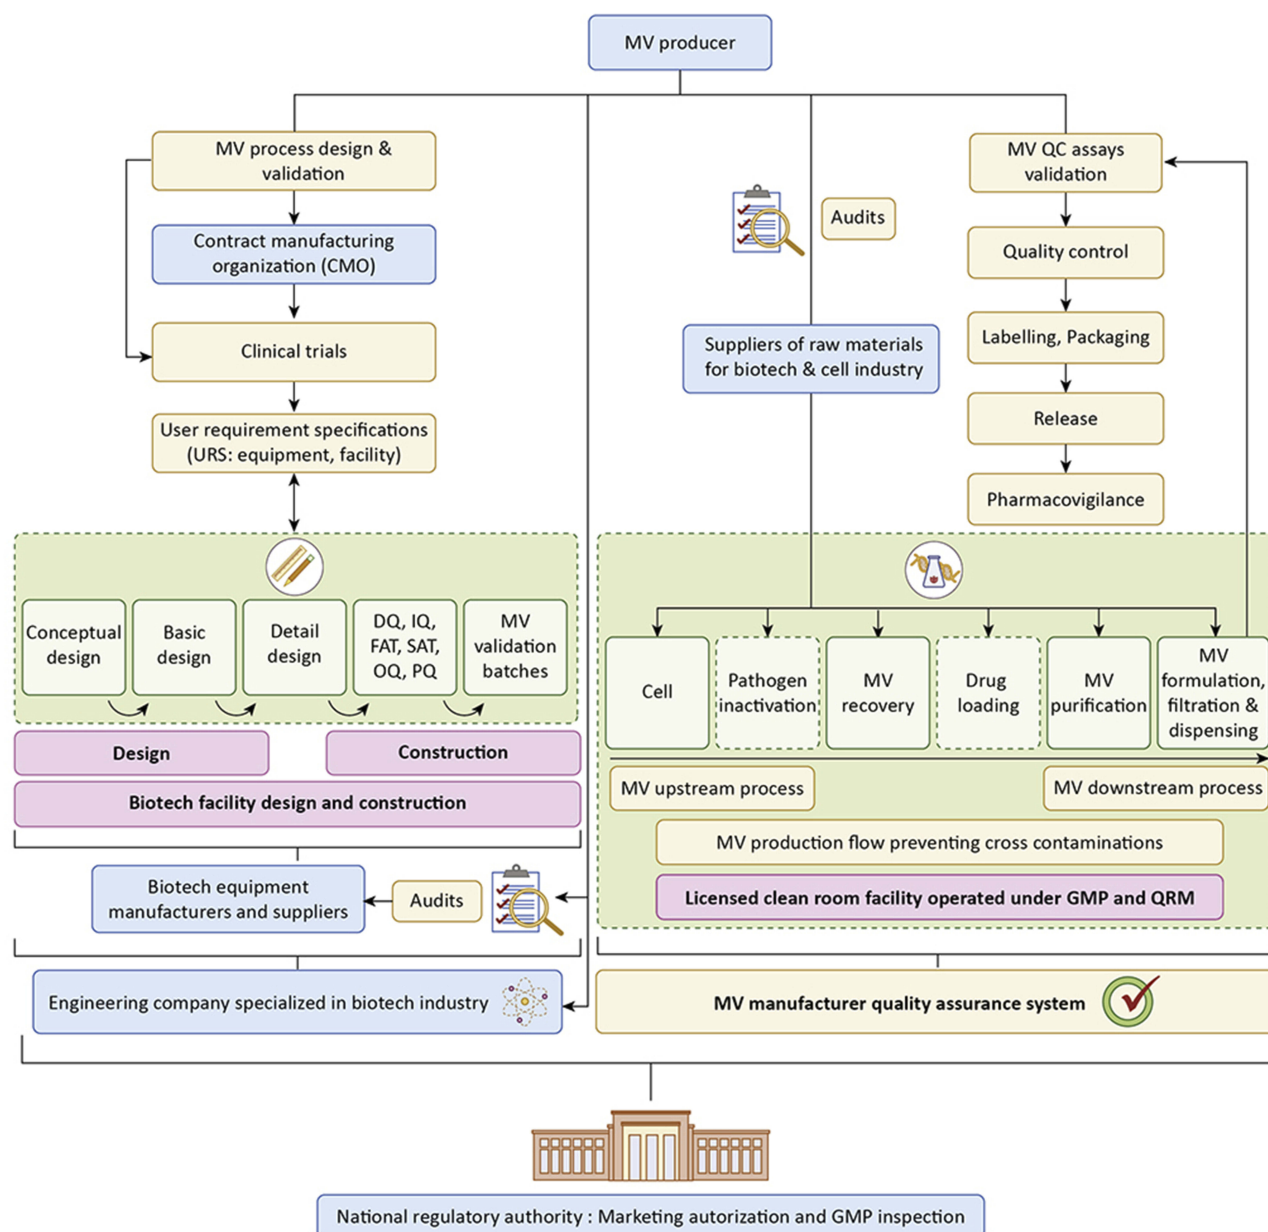 MV producer
MV process design &
validation
Contract manufacturing
organization (CMO)
Clinical trials
User requirement specifications
(URS: equipment, facility)
Audits
Suppliers of raw materials
for biotech & cell industry
MV QC assays
validation
Quality control
Labelling, Packaging
Release
Pharmacovigilance
Conceptual
design
Basic
design
Detail
design
DQ, IQ,
FAT, SAT,
OQ, PQ
MV
validation
batches
Design
Construction
Biotech facility design and construction
Biotech equipment
manufacturers and suppliers
Audits
Engineering company specialized in biotech industry
Cell
Pathogen
inactivation
MV
recovery
Drug
loading
MV
purification
MV
formulation,
filtration &
dispensing
MV upstream process
MV downstream process
MV production flow preventing cross contaminations
Licensed clean room facility operated under GMP and QRM
MV manufacturer quality assurance system
National regulatory authority : Marketing autorization and GMP inspection